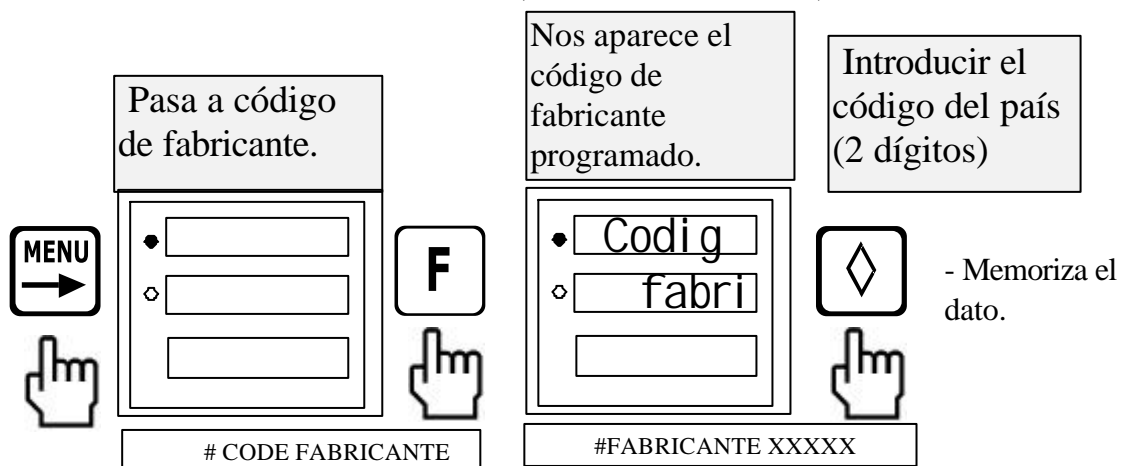 Pasa a código
de fabricante.
Nos aparece el
código de
fabricante
programado.
Introducir el
código del país
(2 dígitos)
MENU
F
Codig
fabri
- Memoriza el
dato.
# CODE FABRICANTE
#FABRICANTE XXXXX